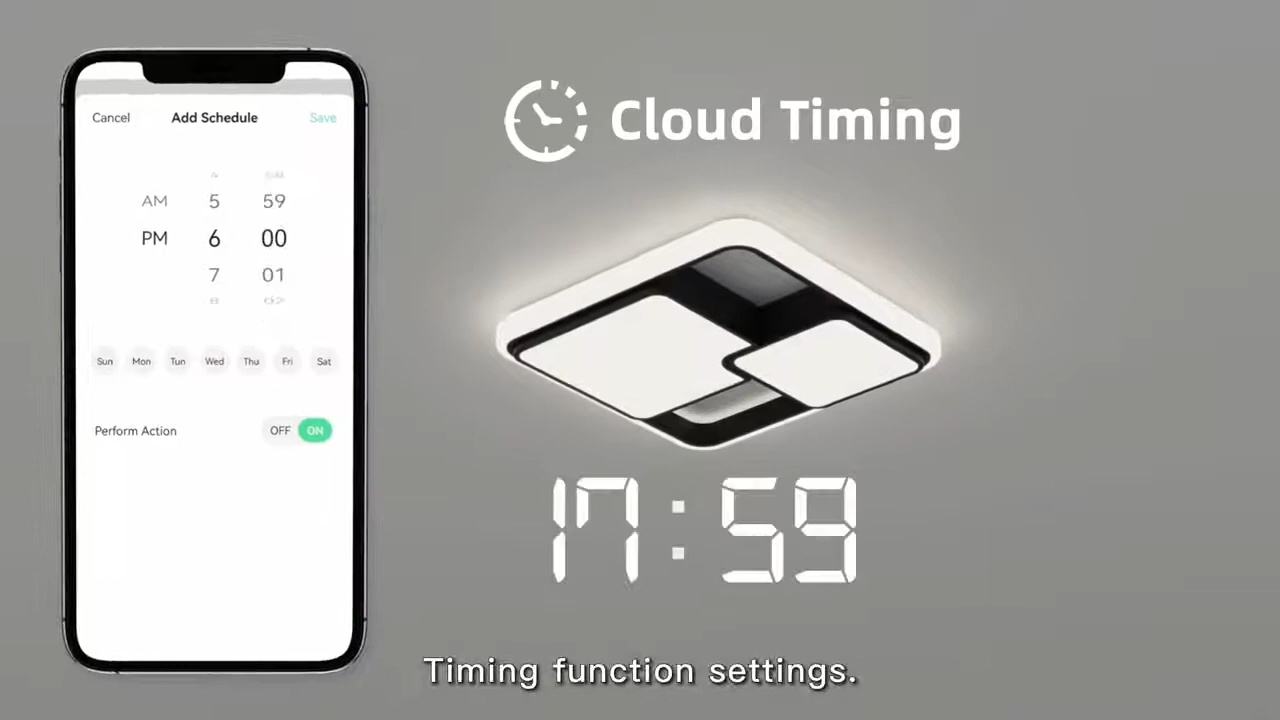 Cancel Add Schedule Save
AM 5 59
PM 6 00
7 01
Sun Mon Tun Wed Thu Fri Sat
Perform Action OFF ON
Cloud Timing
17:59
Timing function settings.